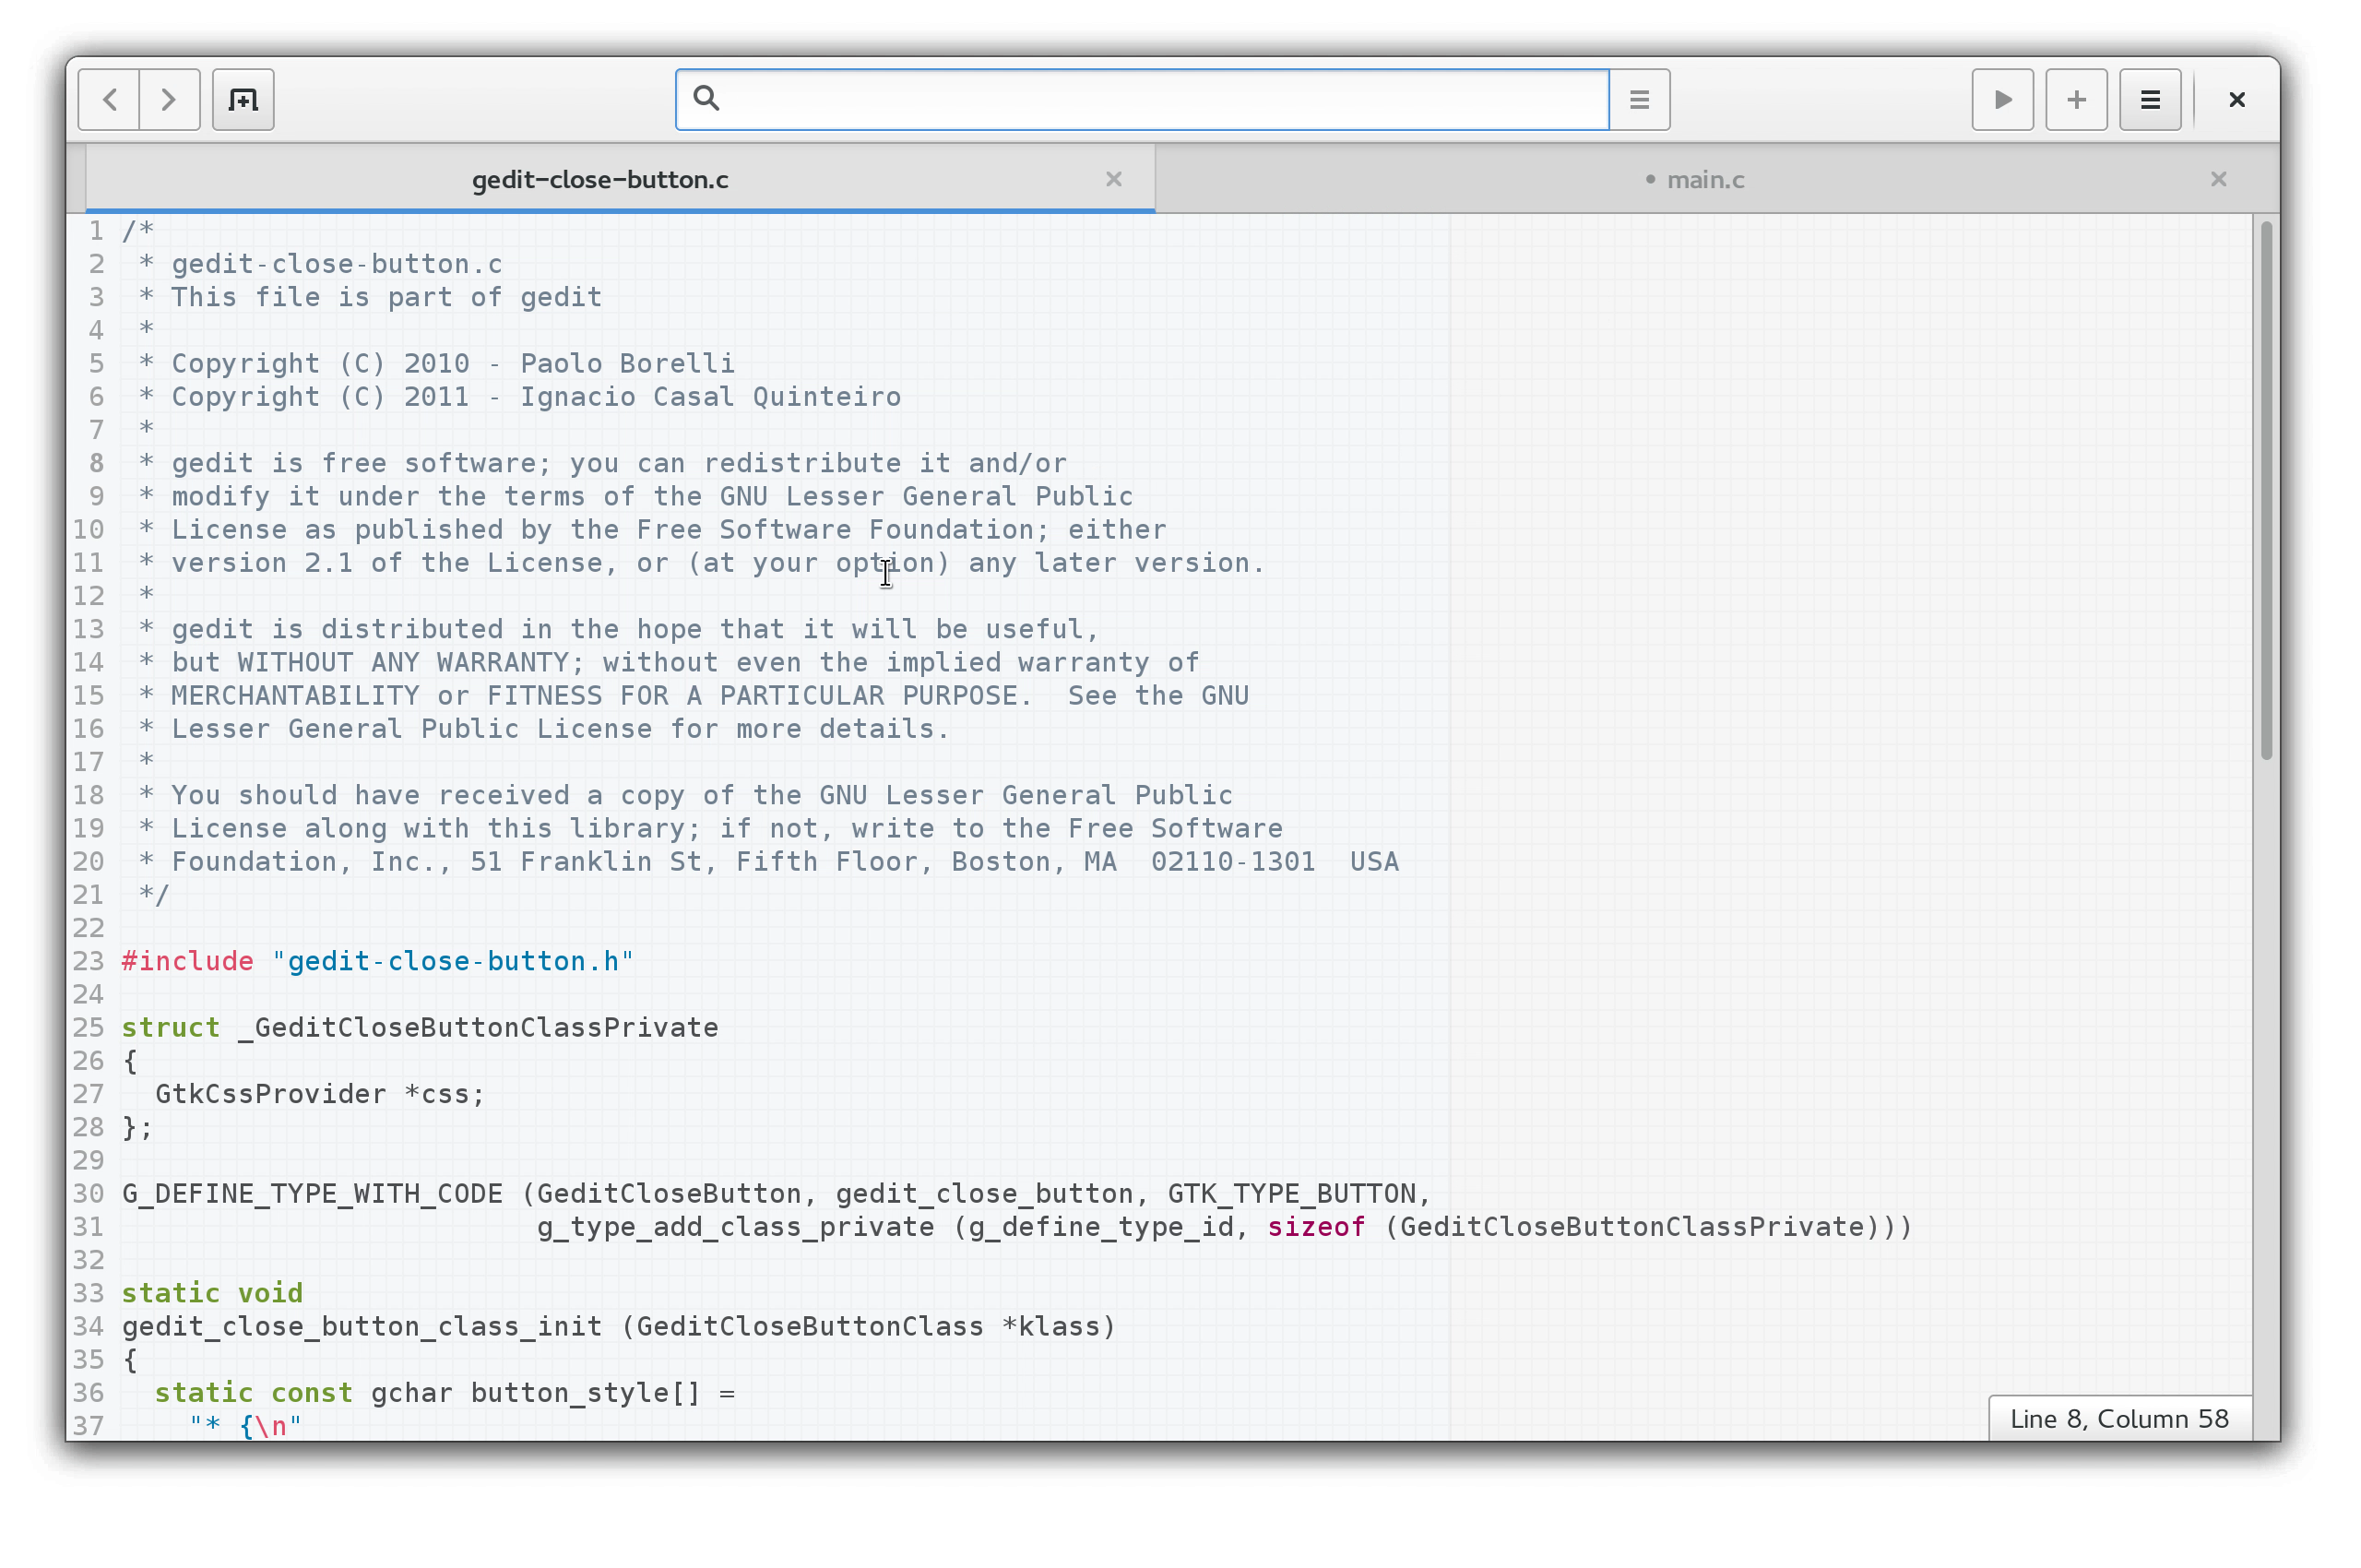 gedit-close-button.c
• main.c
1 /*
2  * gedit-close-button.c
3  * This file is part of gedit
4  *
5  * Copyright (C) 2010 - Paolo Borelli
6  * Copyright (C) 2011 - Ignacio Casal Quinteiro
7  *
8  * gedit is free software; you can redistribute it and/or
9  * modify it under the terms of the GNU Lesser General Public
10  * License as published by the Free Software Foundation; either
11  * version 2.1 of the License, or (at your option) any later version.
12  *
13  * gedit is distributed in the hope that it will be useful,
14  * but WITHOUT ANY WARRANTY; without even the implied warranty of
15  * MERCHANTABILITY or FITNESS FOR A PARTICULAR PURPOSE.  See the GNU
16  * Lesser General Public License for more details.
17  *
18  * You should have received a copy of the GNU Lesser General Public
19  * License along with this library; if not, write to the Free Software
20  * Foundation, Inc., 51 Franklin St, Fifth Floor, Boston, MA  02110-1301  USA
21  */
22
23 #include "gedit-close-button.h"
24
25 struct _GeditCloseButtonClassPrivate
26 {
27   GtkCssProvider *css;
28 };
29
30 G_DEFINE_TYPE_WITH_CODE (GeditCloseButton, gedit_close_button, GTK_TYPE_BUTTON,
31                          g_type_add_class_private (g_define_type_id, sizeof (GeditCloseButtonClassPrivate)))
32
33 static void
34 gedit_close_button_class_init (GeditCloseButtonClass *klass)
35 {
36   static const gchar button_style[] =
37     "* {\n"
Line 8, Column 58